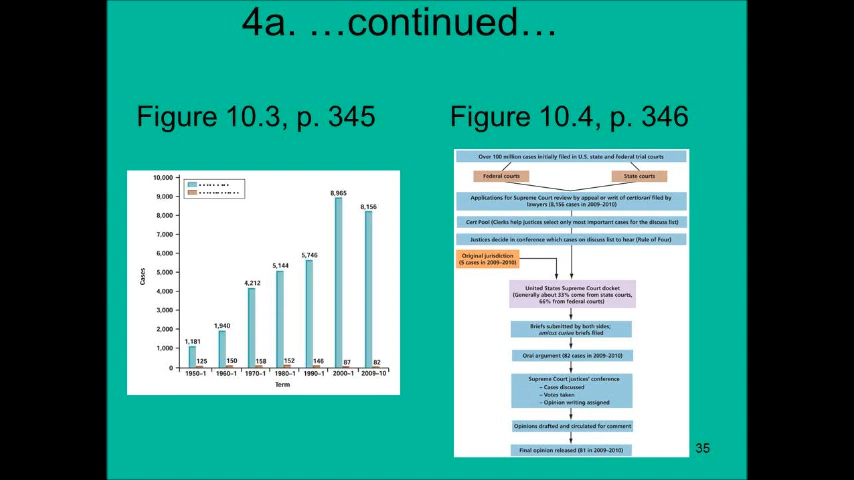 4a. …continued…
Figure 10.3, p. 345
Figure 10.4, p. 346
10,000
9,000
8,000
7,000
6,000
5,000
4,000
3,000
2,000
1,000
0
Cases
1,181
125
1,940
150
4,212
158
5,144
152
5,746
146
8,965
87
8,156
82
1950–1
1960–1
1970–1
1980–1
1990–1
2000–1
2009–10
Term
Over 100 million cases initially filed in U.S. state and federal trial courts
Federal courts
State courts
Applications for Supreme Court review by appeal or writ of certiorari filed by
lawyers (8,156 cases in 2009–2010)
Cert Pool (Clerks help justices select only most important cases for the discuss list)
Justices decide in conference which cases on discuss list to hear (Rule of Four)
Original jurisdiction
(5 cases in 2009–2010)
United States Supreme Court docket
(Generally about 33% come from state courts,
66% from federal courts)
Briefs submitted by both sides;
amicus curiae briefs filed
Oral argument (82 cases in 2009–2010)
Supreme Court justices' conference
– Cases discussed
– Votes taken
– Opinion writing assigned
Opinions drafted and circulated for comment
Final opinion released (81 in 2009–2010)
35